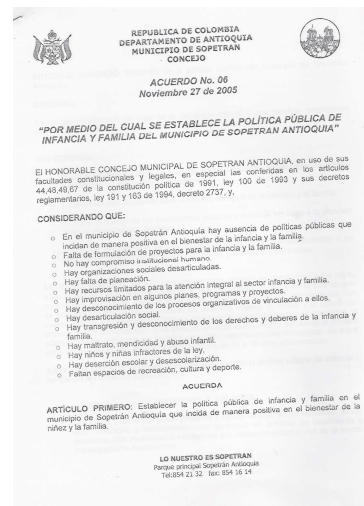 REPUBLICA DE COLOMBIA
DEPARTAMENTO DE ANTIOQUIA
MUNICIPIO DE SOPETRAN
CONCEJO
ACUERDO No. 06
Noviembre 27 de 2005
"POR MEDIO DEL CUAL SE ESTABLECE LA POLÍTICA PÚBLICA DE
INFANCIA Y FAMILIA DEL MUNICIPIO DE SOPETRÁN ANTIOQUIA"
El HONORABLE CONCEJO MUNICIPAL DE SOPETRAN ANTIOQUIA, en uso de sus
facultades constitucionales y legales, en especial las conferidas en los artículos
44,48,49,67 de la constitución política de 1991, ley 100 de 1993 y sus decretos
reglamentarios, ley 191 y 163 de 1994, decreto 2737, y,
CONSIDERANDO QUE:
o En el municipio de Sopetrán Antioquia hay ausencia de políticas públicas que
incidan de manera positiva en el bienestar de la infancia y la familia.
o Falta de formulación de proyectos para la infancia y la familia.
o No hay compromiso institucional humano.
o Hay organizaciones sociales desarticuladas.
o Hay falta de planeación.
o Hay recursos limitados para la atención integral al sector infancia y familia.
o Hay improvisación en algunos planes, programas y proyectos.
o Hay desconocimiento de los procesos organizativos de vinculación a ellos.
o Hay desarticulación social.
o Hay transgresión y desconocimiento de los derechos y deberes de la infancia y
familia.
o Hay maltrato, mendicidad y abuso infantil.
o Hay niños y niñas infractores de la ley.
o Hay deserción escolar y desescolarización.
o Faltan espacios de recreación, cultura y deporte.
ACUERDA
ARTÍCULO PRIMERO: Establecer la política pública de infancia y familia en el
municipio de Sopetrán Antioquia que incida de manera positiva en el bienestar de la
niñez y la familia.
LO NUESTRO ES SOPETRAN
Parque principal Sopetrán Antioquia
Tel:854 21 32 fax: 854 16 14